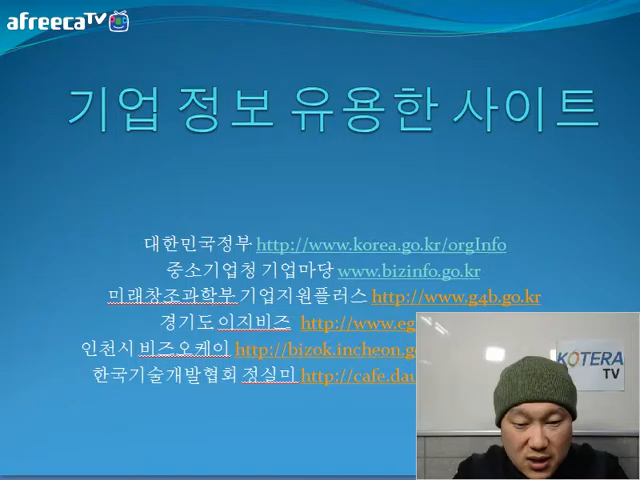 afreecaTV
기업 정보 유용한 사이트
대한민국정부 http://www.korea.go.kr/orgInfo
중소기업청 기업마당 www.bizinfo.go.kr
미래창조과학부 기업지원플러스 http://www.g4b.go.kr
경기도 이지비즈 http://www.eg
인천시 비즈오케이 http://bizok.incheon.go
한국기술개발협회 정실미 http://cafe.dau
KOTERA
TV